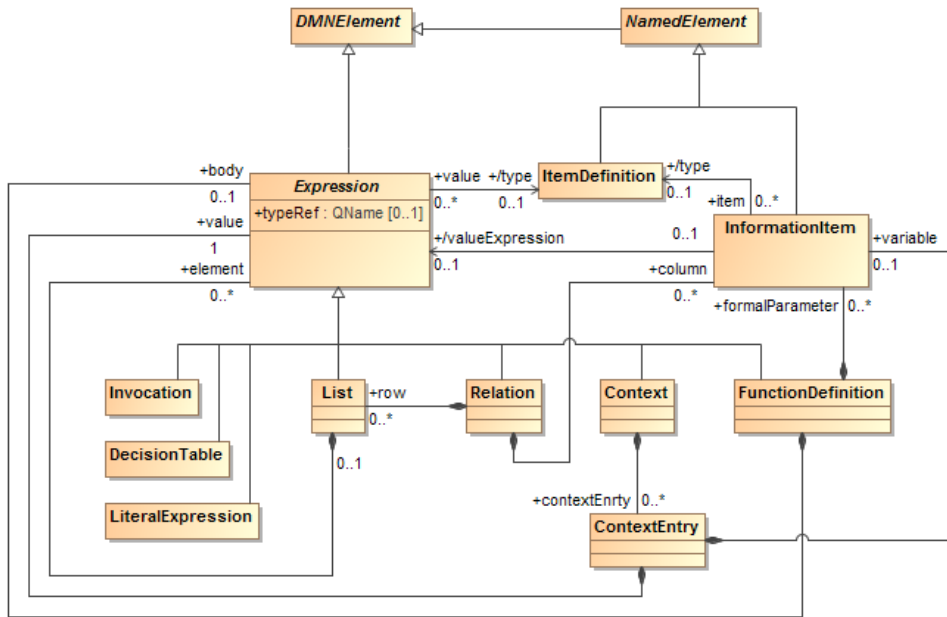 DMNElement
NamedElement
+body
0..1
+value
1
+element
0..*
Expression
+typeRef : QName [0..1]
+value
0..*
+/type
0..1
ItemDefinition
+/type
0..1
+item
0..*
+/valueExpression
0..1
0..1
InformationItem
+variable
0..1
+column
0..*
+formalParameter
0..*
Invocation
DecisionTable
LiteralExpression
List
0..1
+row
0..*
Relation
Context
FunctionDefinition
+contextEnrty
0..*
ContextEntry